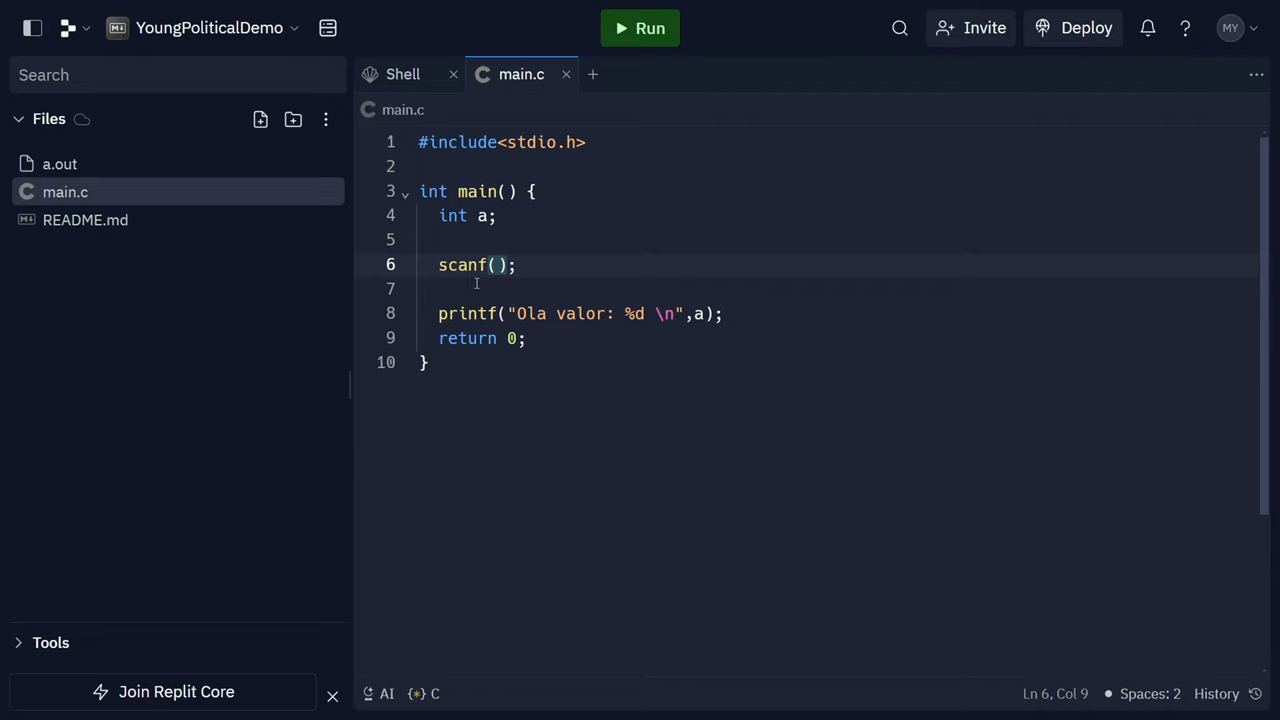 YoungPoliticalDemo
Run
Invite
Deploy
MY
Search
Shell
main.c
Files
main.c
a.out
main.c
README.md
1 #include<stdio.h>
2
3 int main() {
4 int a;
5
6 scanf();
7
8 printf("Ola valor: %d \n",a);
9 return 0;
10 }
Tools
Join Replit Core
AI
C
Ln 6, Col 9
Spaces: 2
History